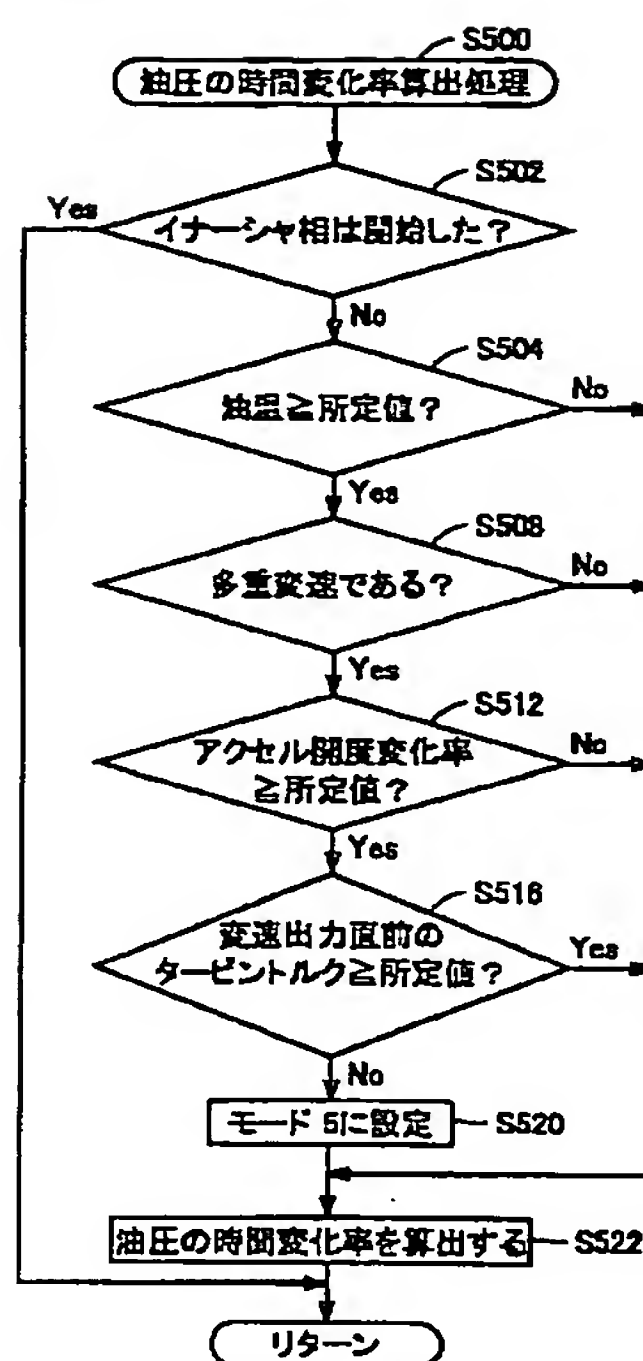 S500
油圧の時間変化率算出処理
S502
Yes
イナーシャ相は開始した？
No
S504
油温≧所定値？
No
Yes
S508
多重変速である？
No
Yes
S512
アクセル開度変化率
≧所定値？
No
Yes
S516
変速出力直前の
タービントルク≧所定値？
Yes
No
モード 5に設定
S520
油圧の時間変化率を算出する
S522
リターン